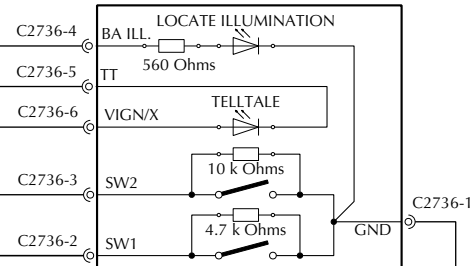 LOCATE ILLUMINATION
C2736-4 BA ILL.
560 Ohms
C2736-5 TT
TELLTALE
C2736-6 VIGN/X
10 k Ohms
C2736-3 SW2
C2736-1
4.7 k Ohms GND
C2736-2 SW1